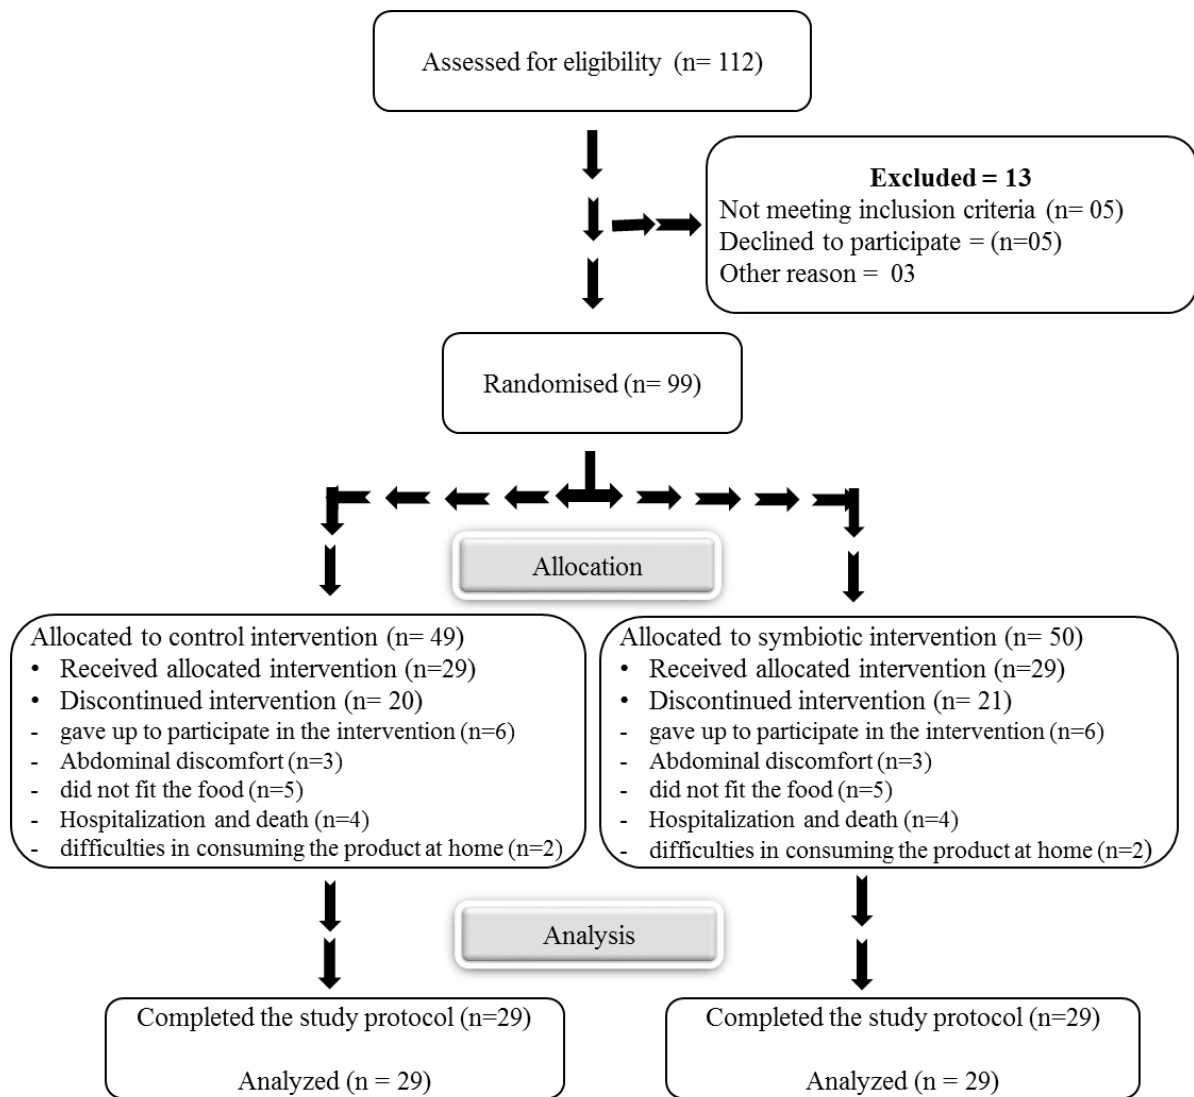 Assessed for eligibility (n= 112)
Excluded = 13
Not meeting inclusion criteria (n= 05)
Declined to participate = (n=05)
Other reason = 03
Randomised (n= 99)
Allocation
Allocated to control intervention (n= 49)
• Received allocated intervention (n=29)
• Discontinued intervention (n= 20)
- gave up to participate in the intervention (n=6)
- Abdominal discomfort (n=3)
- did not fit the food (n=5)
- Hospitalization and death (n=4)
- difficulties in consuming the product at home (n=2)
Allocated to symbiotic intervention (n= 50)
• Received allocated intervention (n=29)
• Discontinued intervention (n= 21)
- gave up to participate in the intervention (n=6)
- Abdominal discomfort (n=3)
- did not fit the food (n=5)
- Hospitalization and death (n=4)
- difficulties in consuming the product at home (n=2)
Analysis
Completed the study protocol (n=29)
Analyzed (n = 29)
Completed the study protocol (n=29)
Analyzed (n = 29)